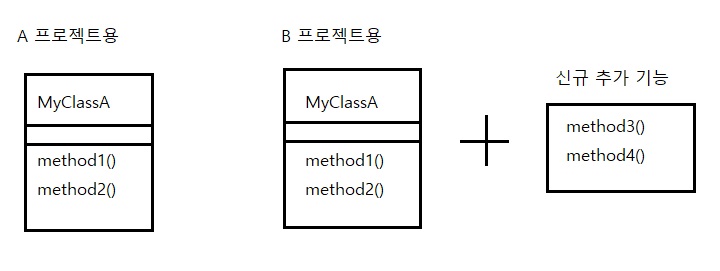 A 프로젝트용
MyClassA
method1()
method2()
B 프로젝트용
MyClassA
method1()
method2()
신규 추가 기능
method3()
method4()